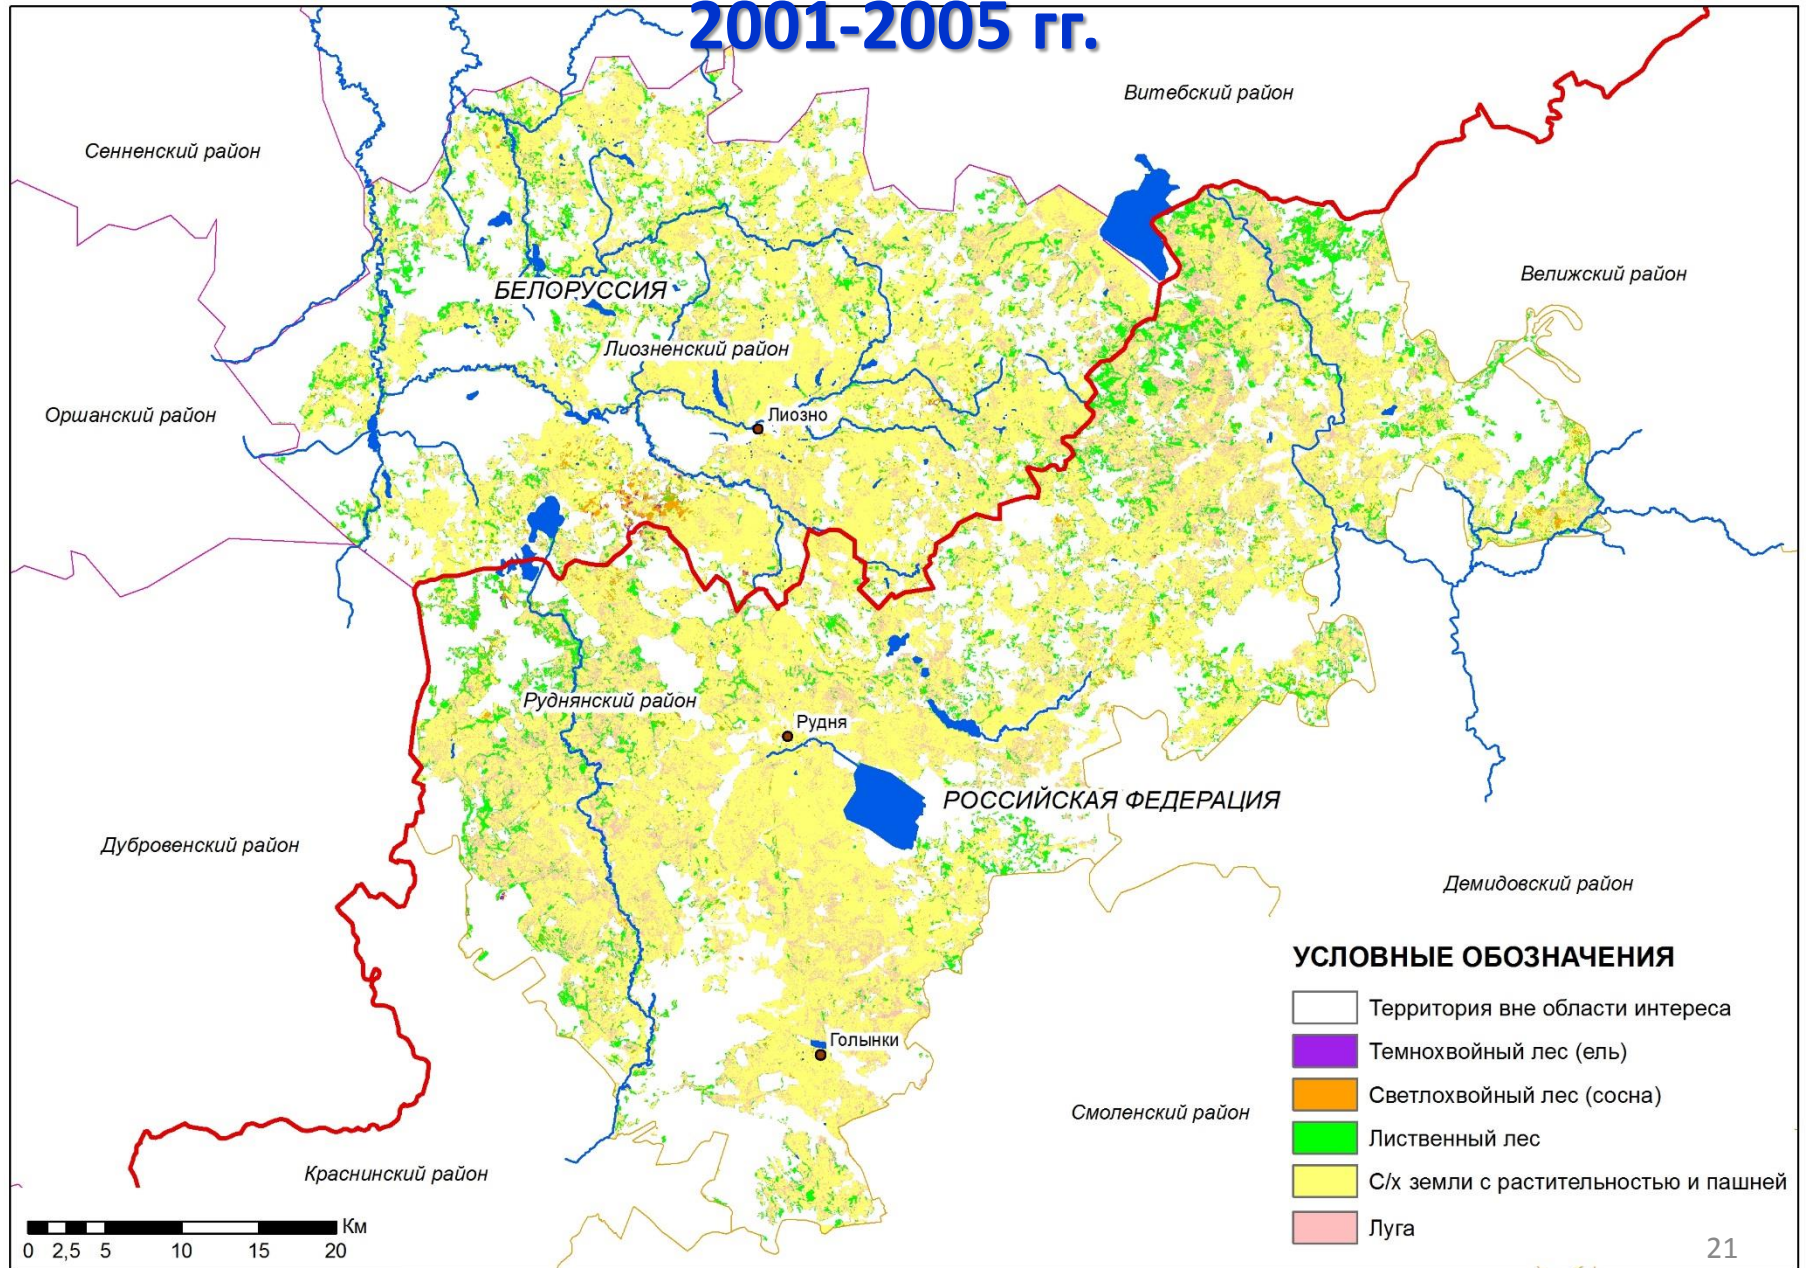 2001-2005 гг.
Витебский район
Сенненский район
Велижский район
БЕЛОРУССИЯ
Лиозненский район
Оршанский район
Лиозно
Руднянский район
Рудня
РОССИЙСКАЯ ФЕДЕРАЦИЯ
Дубровенский район
Демидовский район
Голынки
Смоленский район
Краснинский район
УСЛОВНЫЕ ОБОЗНАЧЕНИЯ
Территория вне области интереса
Темнохвойный лес (ель)
Светлохвойный лес (сосна)
Лиственный лес
С/х земли с растительностью и пашней
Луга
Км
0 2,5 5 10 15 20
21